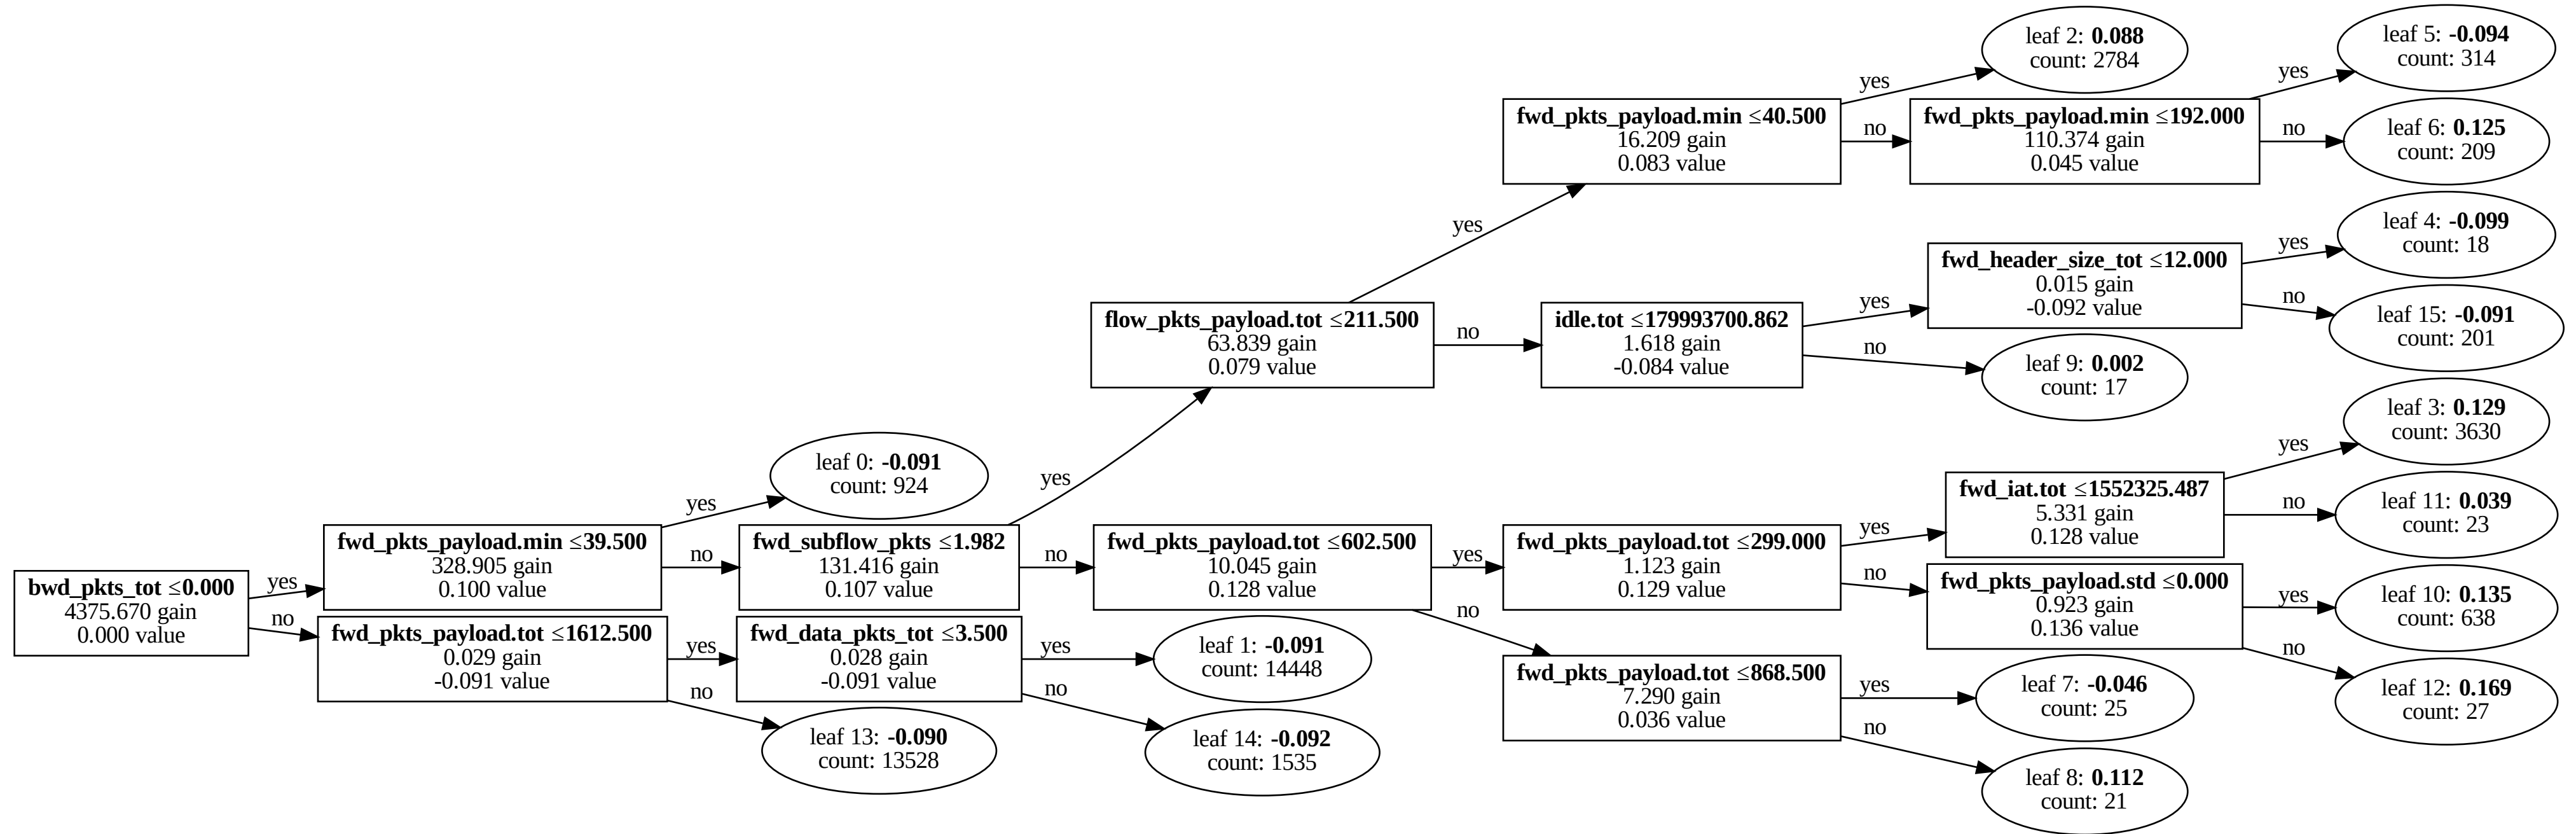 leaf 2: 0.088
count: 2784
leaf 5: -0.094
count: 314
yes
yes
fwd_pkts_payload.min ≤40.500
16.209 gain
0.083 value
no
fwd_pkts_payload.min ≤192.000
110.374 gain
0.045 value
no
leaf 6: 0.125
count: 209
yes
leaf 4: -0.099
count: 18
yes
fwd_header_size_tot ≤12.000
0.015 gain
-0.092 value
no
leaf 15: -0.091
count: 201
flow_pkts_payload.tot ≤211.500
63.839 gain
0.079 value
no
idle.tot ≤179993700.862
1.618 gain
-0.084 value
yes
no
leaf 9: 0.002
count: 17
leaf 3: 0.129
count: 3630
yes
leaf 0: -0.091
count: 924
yes
yes
fwd_iat.tot ≤1552325.487
5.331 gain
0.128 value
no
leaf 11: 0.039
count: 23
fwd_pkts_payload.min ≤39.500
328.905 gain
0.100 value
no
fwd_subflow_pkts ≤1.982
131.416 gain
0.107 value
no
fwd_pkts_payload.tot ≤602.500
10.045 gain
0.128 value
yes
fwd_pkts_payload.tot ≤299.000
1.123 gain
0.129 value
yes
no
fwd_pkts_payload.std ≤0.000
0.923 gain
0.136 value
yes
leaf 10: 0.135
count: 638
bwd_pkts_tot ≤0.000
4375.670 gain
0.000 value
yes
no
fwd_pkts_payload.tot ≤1612.500
0.029 gain
-0.091 value
yes
fwd_data_pkts_tot ≤3.500
0.028 gain
-0.091 value
yes
leaf 1: -0.091
count: 14448
no
fwd_pkts_payload.tot ≤868.500
7.290 gain
0.036 value
yes
leaf 7: -0.046
count: 25
no
leaf 12: 0.169
count: 27
no
leaf 13: -0.090
count: 13528
no
leaf 14: -0.092
count: 1535
no
leaf 8: 0.112
count: 21